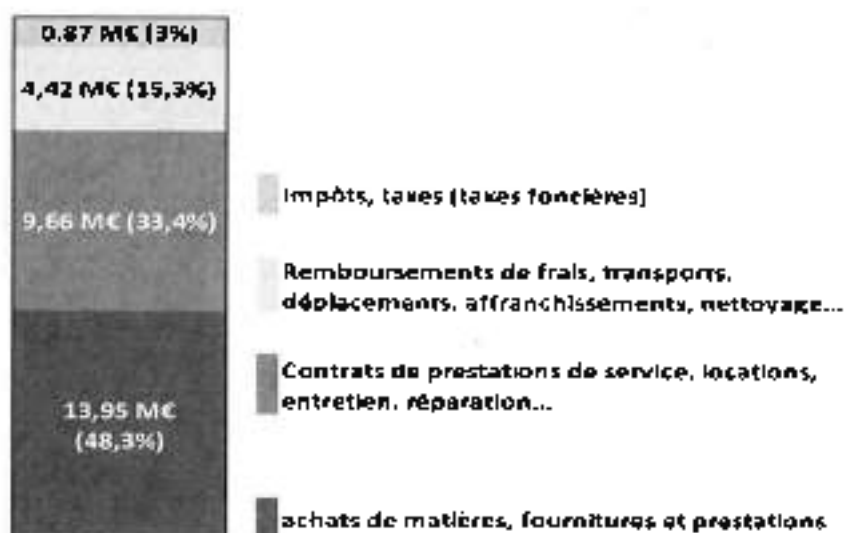 0.87 M€ (3%)
4,42 M€ (15,3%)
9,66 M€ (33,4%)
13,95 M€
(48,3%)
Impôts, taxes (taxes foncières)
Remboursements de frais, transports,
déplacements, affranchissements, nettoyage...
Contrats de prestations de service, locations,
entretien, réparation...
achats de matières, fournitures et prestations